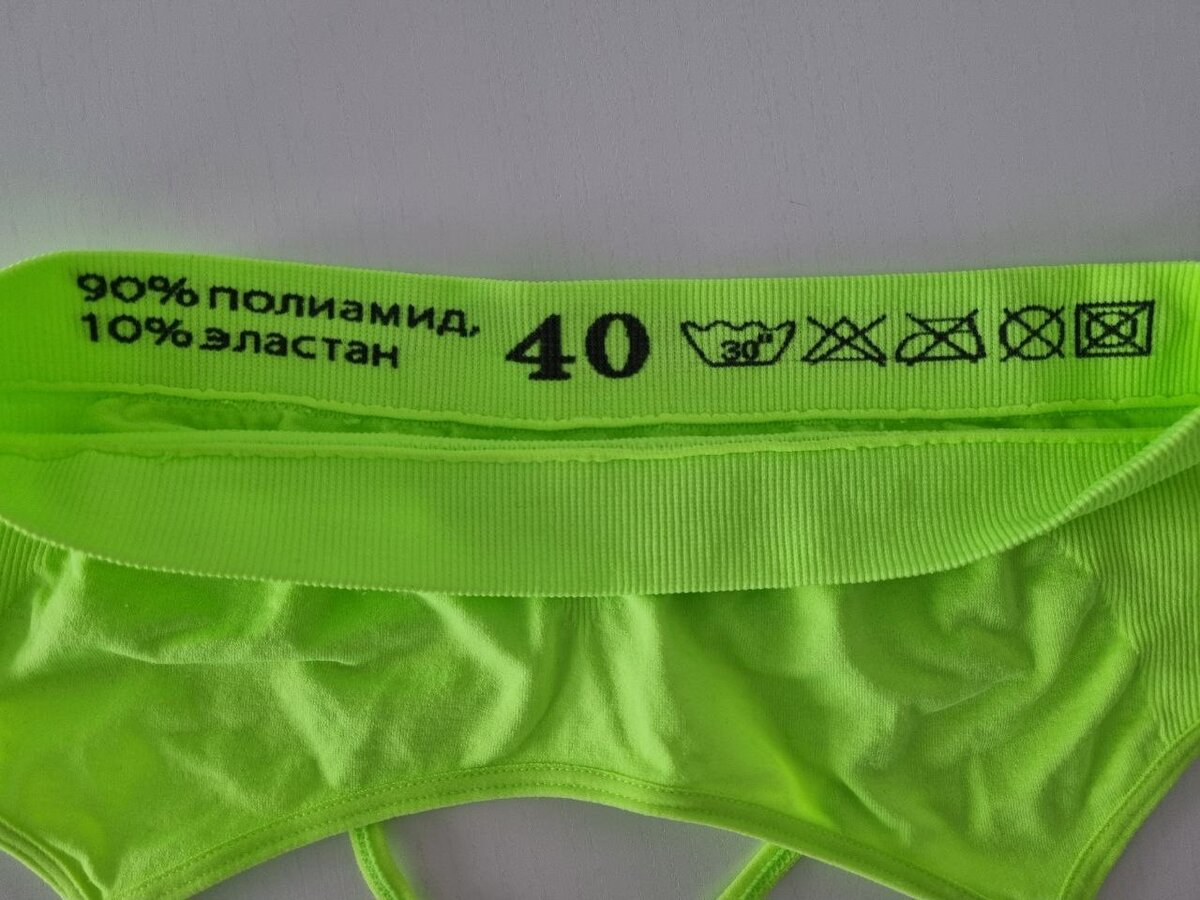 90% полиамид,
10% эластан
40
30°